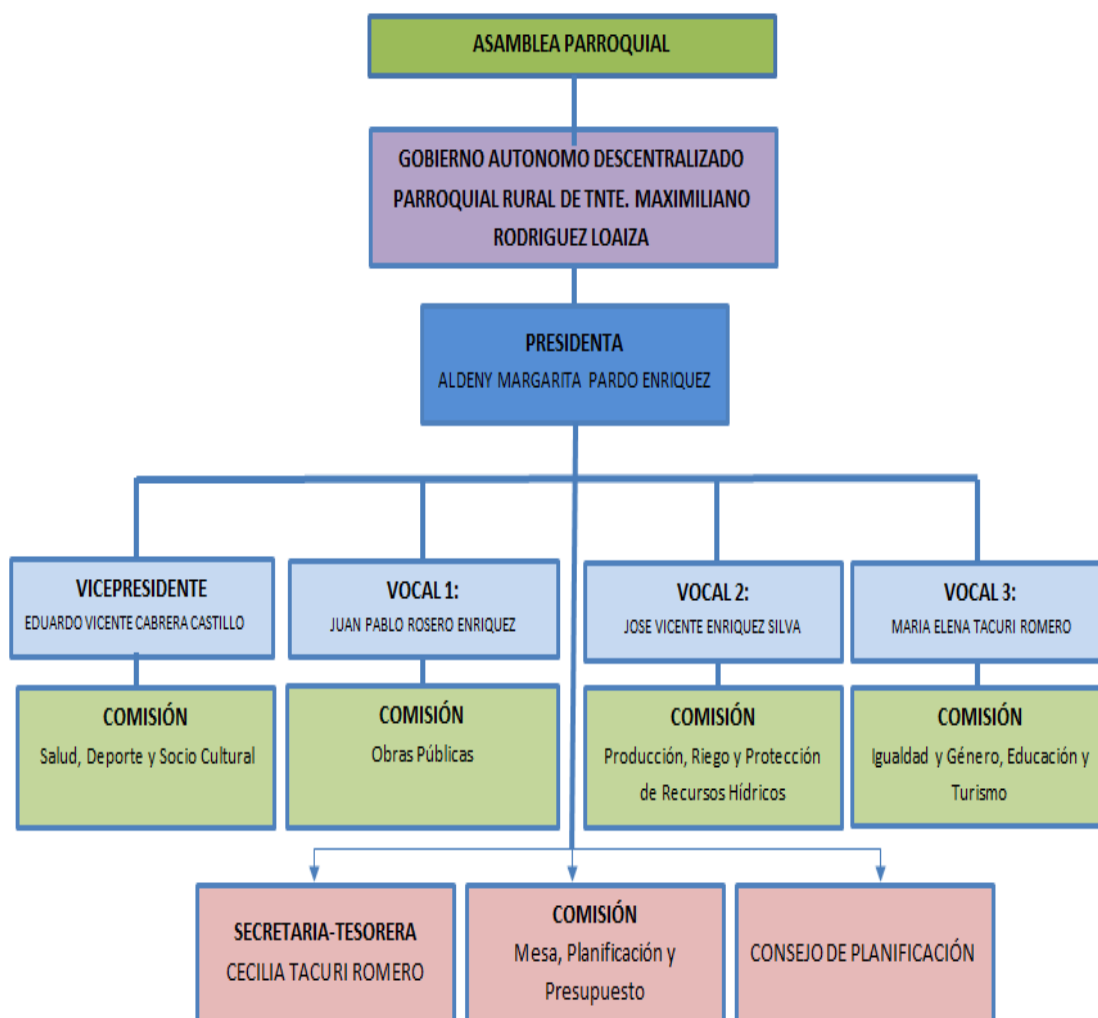 ASAMBLEA PARROQUIAL
GOBIERNO AUTONOMO DESCENTRALIZADO
PARROQUIAL RURAL DE TNTE. MAXIMILIANO
RODRIGUEZ LOAIZA
PRESIDENTA
ALDENY MARGARITA PARDO ENRIQUEZ
VICEPRESIDENTE
EDUARDO VICENTE CABRERA CASTILLO
VOCAL 1:
JUAN PABLO ROSERO ENRIQUEZ
VOCAL 2:
JOSE VICENTE ENRIQUEZ SILVA
VOCAL 3:
MARIA ELENA TACURI ROMERO
COMISIÓN
Salud, Deporte y Socio Cultural
COMISIÓN
Obras Públicas
COMISIÓN
Producción, Riego y Protección
de Recursos Hídricos
COMISIÓN
Igualdad y Género, Educación y
Turismo
SECRETARIA-TESORERA
CECILIA TACURI ROMERO
COMISIÓN
Mesa, Planificación y
Presupuesto
CONSEJO DE PLANIFICACIÓN